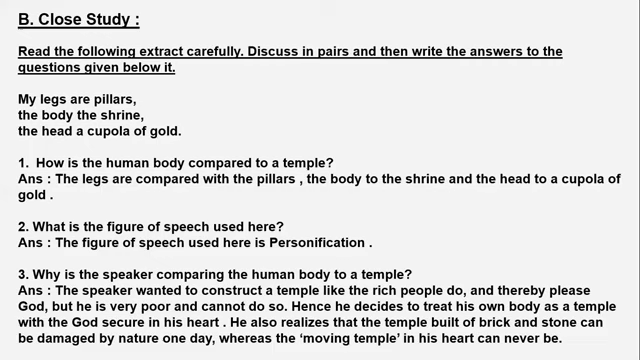 B. Close Study :
Read the following extract carefully. Discuss in pairs and then write the answers to the
questions given below it.
My legs are pillars,
the body the shrine,
the head a cupola of gold.
1. How is the human body compared to a temple?
Ans : The legs are compared with the pillars , the body to the shrine and the head to a cupola of
gold .
2. What is the figure of speech used here?
Ans : The figure of speech used here is Personification .
3. Why is the speaker comparing the human body to a temple?
Ans : The speaker wanted to construct a temple like the rich people do, and thereby please
God, but he is very poor and cannot do so. Hence he decides to treat his own body as a temple
with the God secure in his heart . He also realizes that the temple built of brick and stone can
be damaged by nature one day, whereas the ‘moving temple’ in his heart can never be.